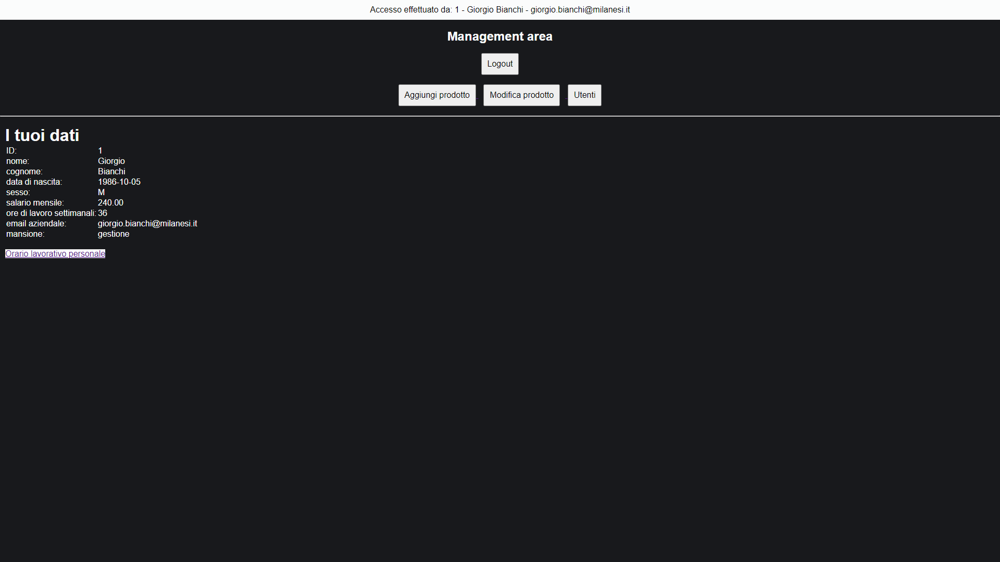 Accesso effettuato da: 1 - Giorgio Bianchi - giorgio.bianchi@milanesi.it
Management area
Logout
Aggiungi prodotto Modifica prodotto Utenti
I tuoi dati
ID: 1
nome: Giorgio
cognome: Bianchi
data di nascita: 1986-10-05
sesso: M
salario mensile: 240.00
ore di lavoro settimanali: 36
email aziendale: giorgio.bianchi@milanesi.it
mansione: gestione
Orario lavorativo personale